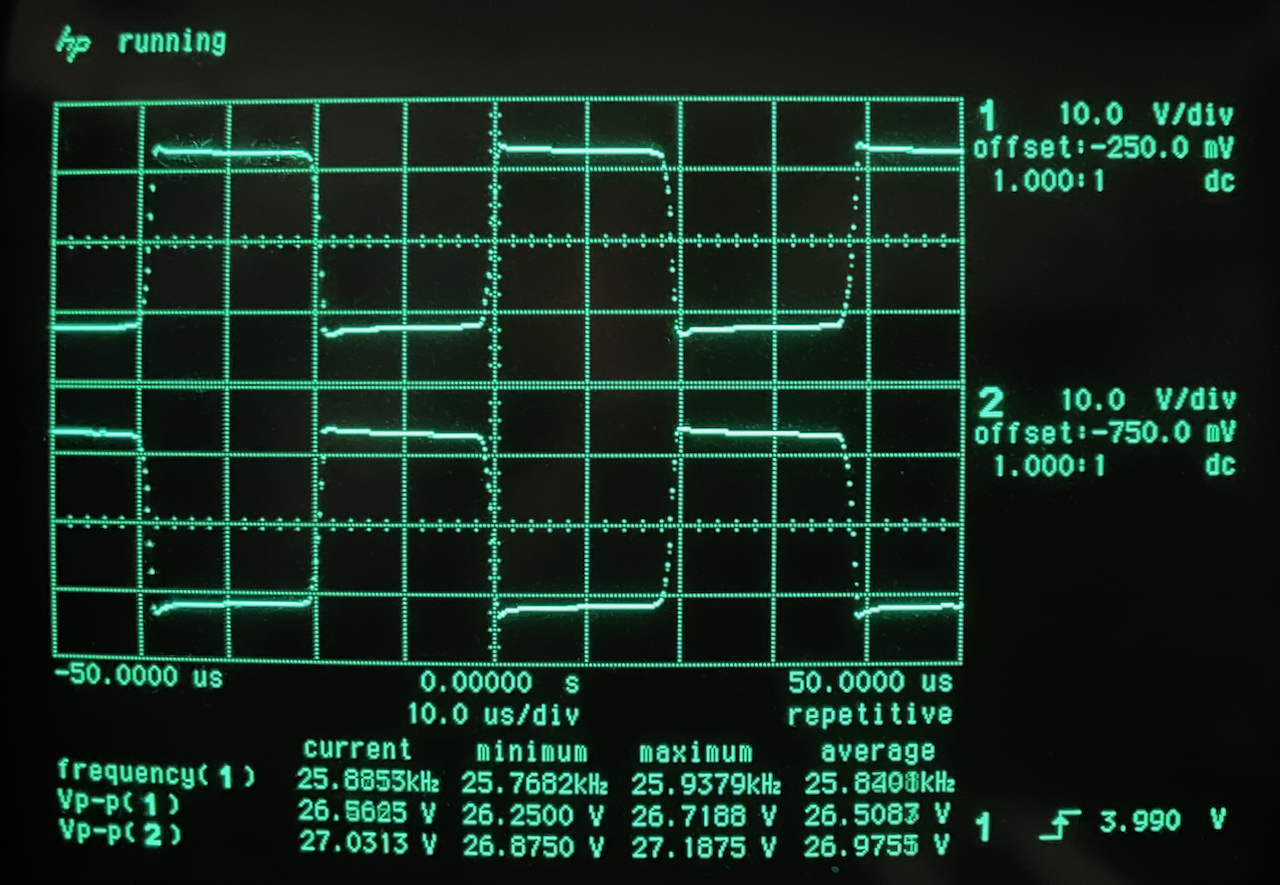 hp running
1 10.0 V/div
offset:-250.0 mV
1.000:1 dc
2 10.0 V/div
offset:-750.0 mV
1.000:1 dc
-50.0000 us 0.00000 s 50.0000 us
10.0 us/div repetitive
current minimum maximum average
frequency(1) 25.8853kHz 25.7682kHz 25.9379kHz
Vp-p(1) 26.5625 V 26.2500 V 26.7188 V 26.5083 V
Vp-p(2) 27.0313 V 26.8750 V 27.1875 V 26.9755 V
1 3.990 V